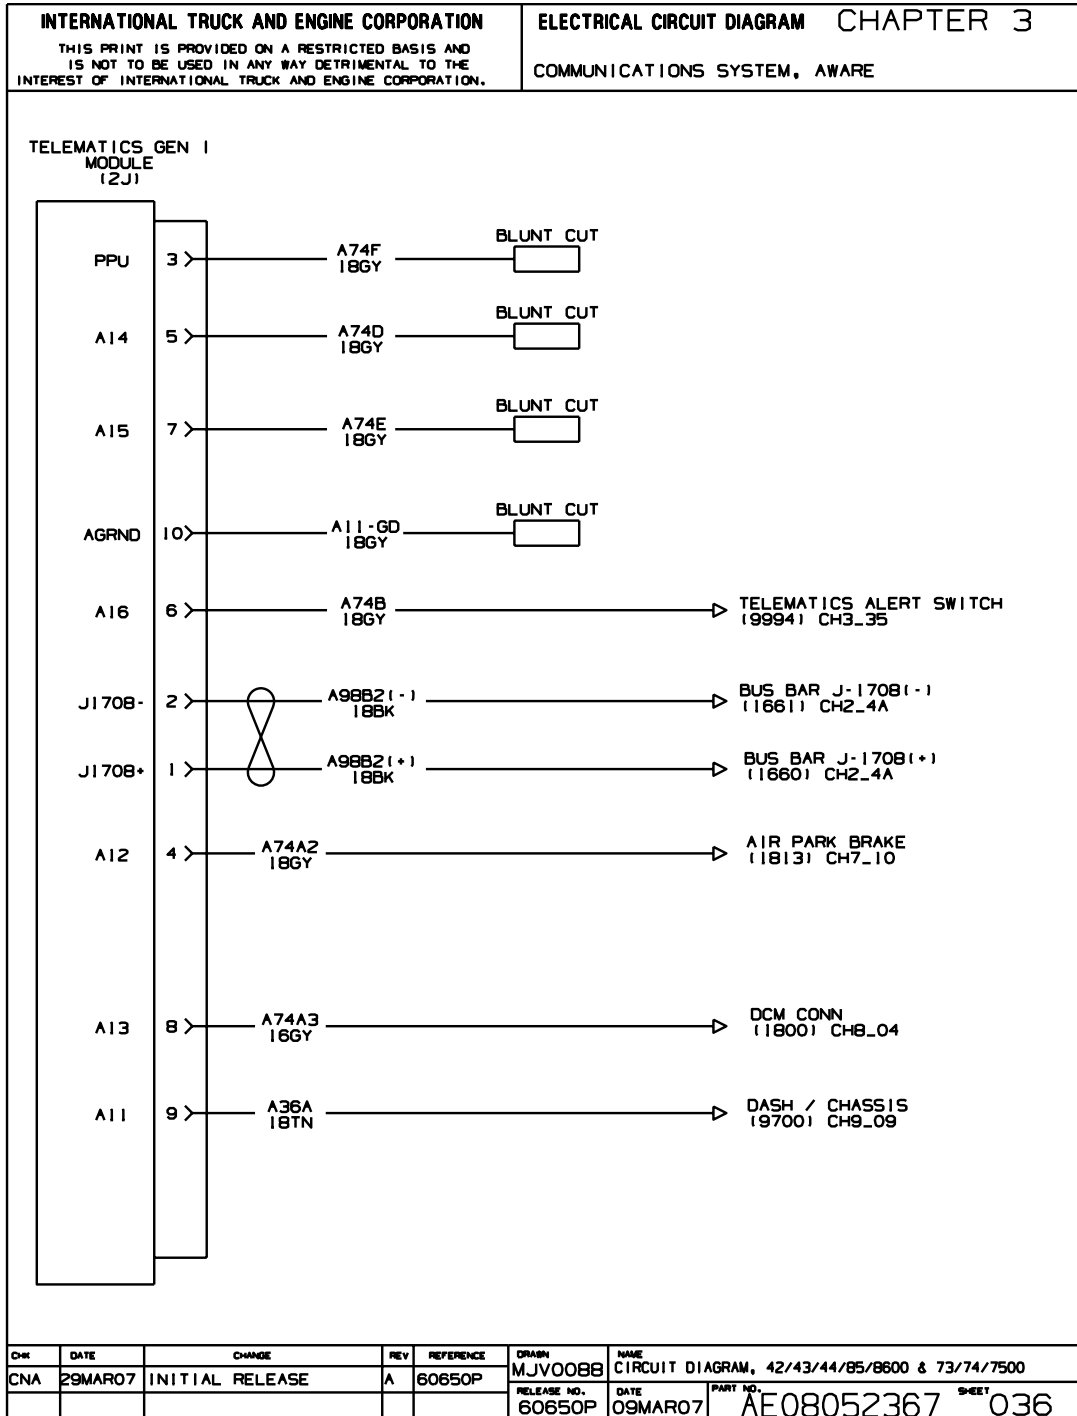 INTERNATIONAL TRUCK AND ENGINE CORPORATION
THIS PRINT IS PROVIDED ON A RESTRICTED BASIS AND
IS NOT TO BE USED IN ANY WAY DETRIMENTAL TO THE
INTEREST OF INTERNATIONAL TRUCK AND ENGINE CORPORATION.
ELECTRICAL CIRCUIT DIAGRAM CHAPTER 3
COMMUNICATIONS SYSTEM, AWARE
TELEMATICS GEN I
MODULE
(2J)
PPU 3
A74F
18GY
BLUNT CUT
A14 5
A74D
18GY
BLUNT CUT
A15 7
A74E
18GY
BLUNT CUT
AGRND 10
A11-GD
18GY
BLUNT CUT
A16 6
A74B
18GY
TELEMATICS ALERT SWITCH
(9994) CH3_35
J1708- 2
A98B2(-)
18BK
BUS BAR J-1708(-)
(1661) CH2_4A
J1708+ 1
A98B2(+)
18BK
BUS BAR J-1708(+)
(1660) CH2_4A
A12 4
A74A2
18GY
AIR PARK BRAKE
(1813) CH7_10
A13 8
A74A3
16GY
DCM CONN
(1800) CH8_04
A11 9
A36A
18TN
DASH / CHASSIS
(9700) CH9_09
CHK DATE CHANGE REV REFERENCE
CNA 29MAR07 INITIAL RELEASE A 60650P
DRAWN
MJV0088
NAME
CIRCUIT DIAGRAM, 42/43/44/85/8600 & 73/74/7500
RELEASE NO.
60650P
DATE
09MAR07
PART NO.
AE08052367
SHEET
036